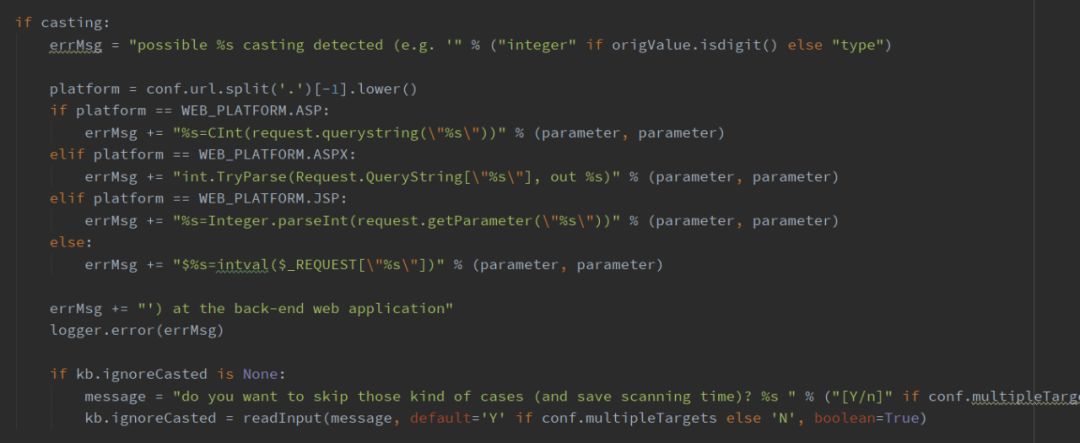 if casting:
errMsg = "possible %s casting detected (e.g. '" % ("integer" if origValue.isdigit() else "type")
platform = conf.url.split('.')[-1].lower()
if platform == WEB_PLATFORM.ASP:
errMsg += "%s=CInt(request.querystring(\"%s\"))" % (parameter, parameter)
elif platform == WEB_PLATFORM.ASPX:
errMsg += "int.TryParse(Request.QueryString[\"%s\"], out %s)" % (parameter, parameter)
elif platform == WEB_PLATFORM.JSP:
errMsg += "%s=Integer.parseInt(request.getParameter(\"%s\"))" % (parameter, parameter)
else:
errMsg += "$%s=intval($_REQUEST[\"%s\"])" % (parameter, parameter)
errMsg += "') at the back-end web application"
logger.error(errMsg)
if kb.ignoreCasted is None:
message = "do you want to skip those kind of cases (and save scanning time)? %s " % ("[Y/n]" if conf.multipleTarge
kb.ignoreCasted = readInput(message, default='Y' if conf.multipleTargets else 'N', boolean=True)